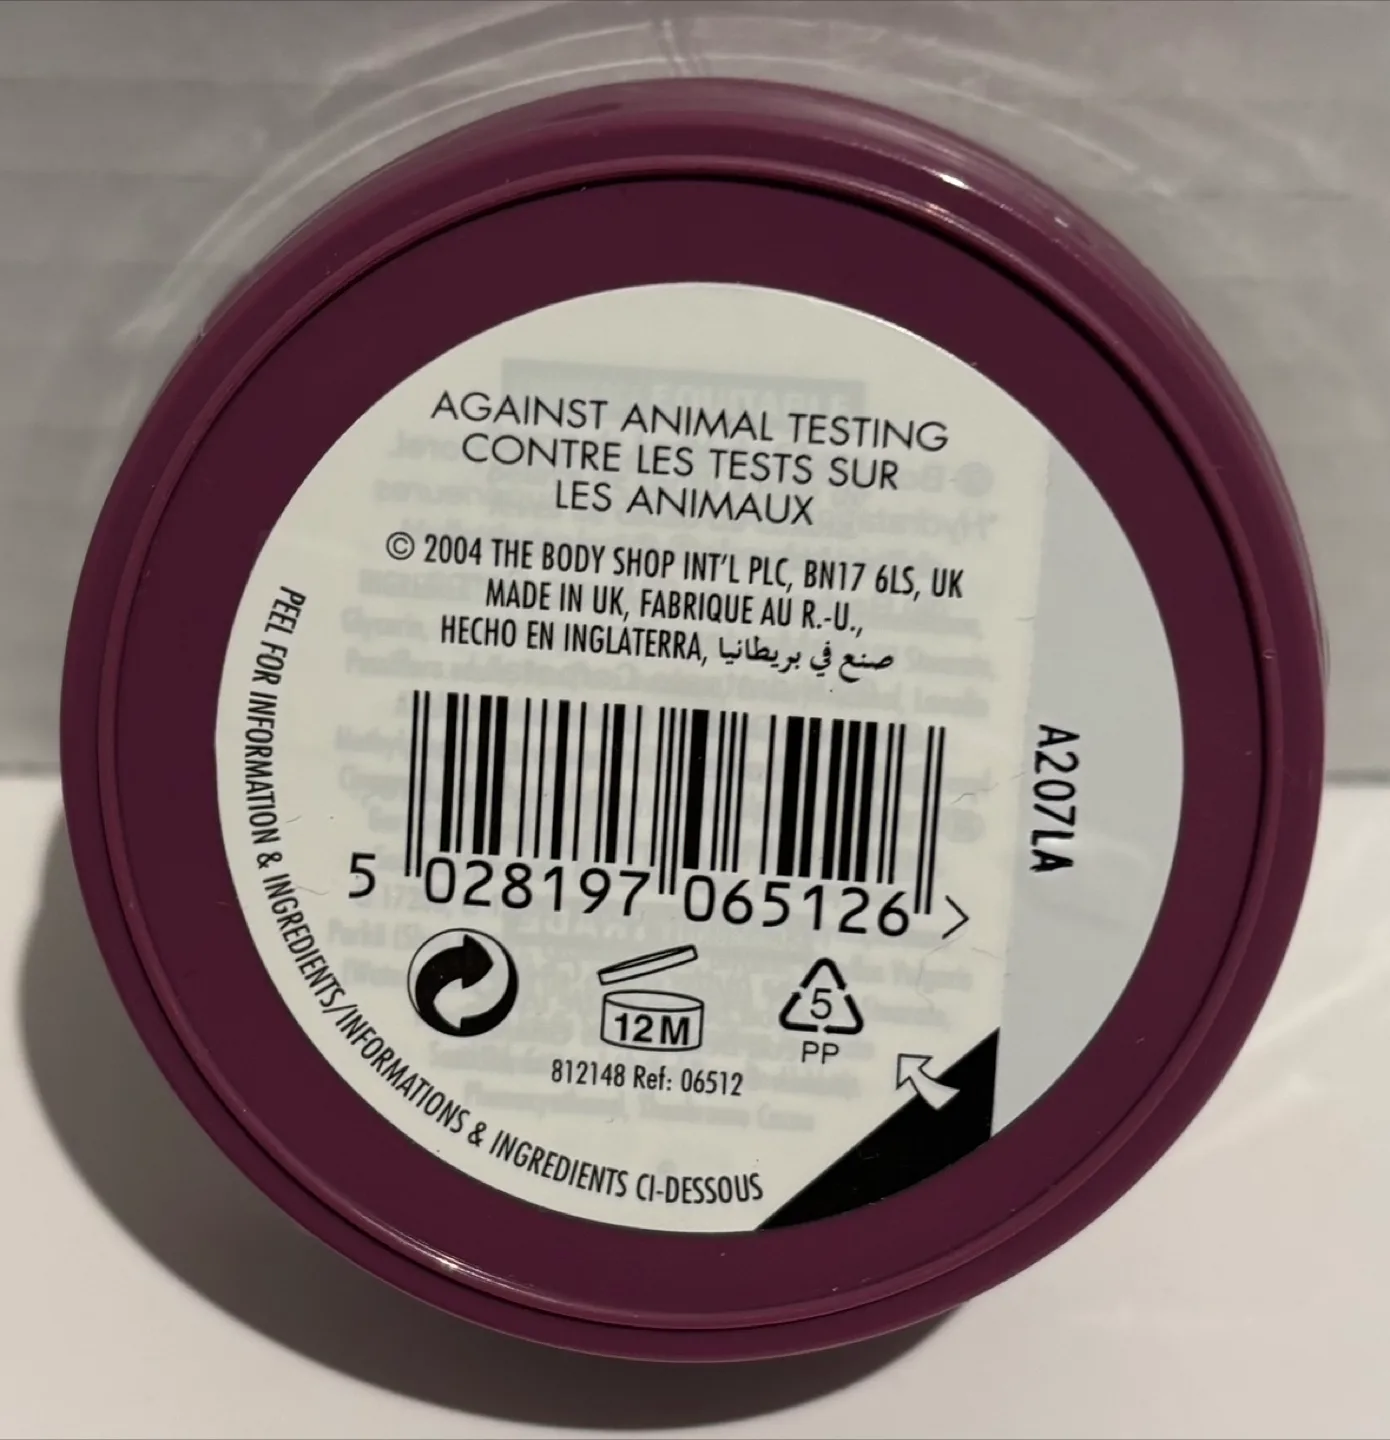 AGAINST ANIMAL TESTING
CONTRE LES TESTS SUR
LES ANIMAUX
© 2004 THE BODY SHOP INT'L PLC, BN17 6LS, UK
MADE IN UK, FABRIQUE AU R.-U.,
HECHO EN INGLATERRA, صنع في بريطانيا
5 028197 065126 >
12M
5
PP
812148 Ref: 06512
PEEL FOR INFORMATION & INGREDIENTS/INFORMATIONS & INGREDIENTS CI-DESSOUS
A207LA